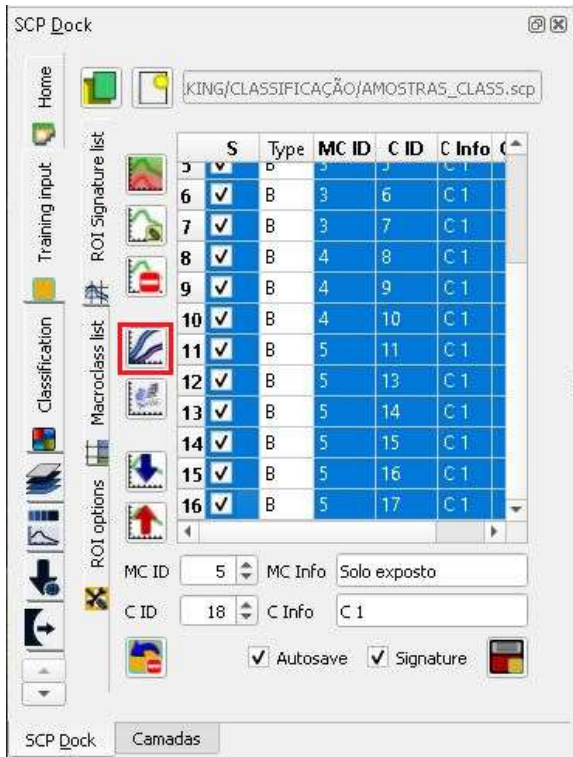 SCP Dock
Home
Training input
Classification
ROI Signature list
Macroclass list
ROI options
.KING/CLASSIFICAÇÃO/AMOSTRAS_CLASS.scp
S Type MC ID C ID C Info
5 B 3 5 C 1
6 B 3 6 C 1
7 B 3 7 C 1
8 B 4 8 C 1
9 B 4 9 C 1
10 B 4 10 C 1
11 B 5 11 C 1
12 B 5 13 C 1
13 B 5 14 C 1
14 B 5 15 C 1
15 B 5 16 C 1
16 B 5 17 C 1
MC ID 5 MC Info Solo exposto
C ID 18 C Info C 1
Autosave Signature
SCP Dock Camadas